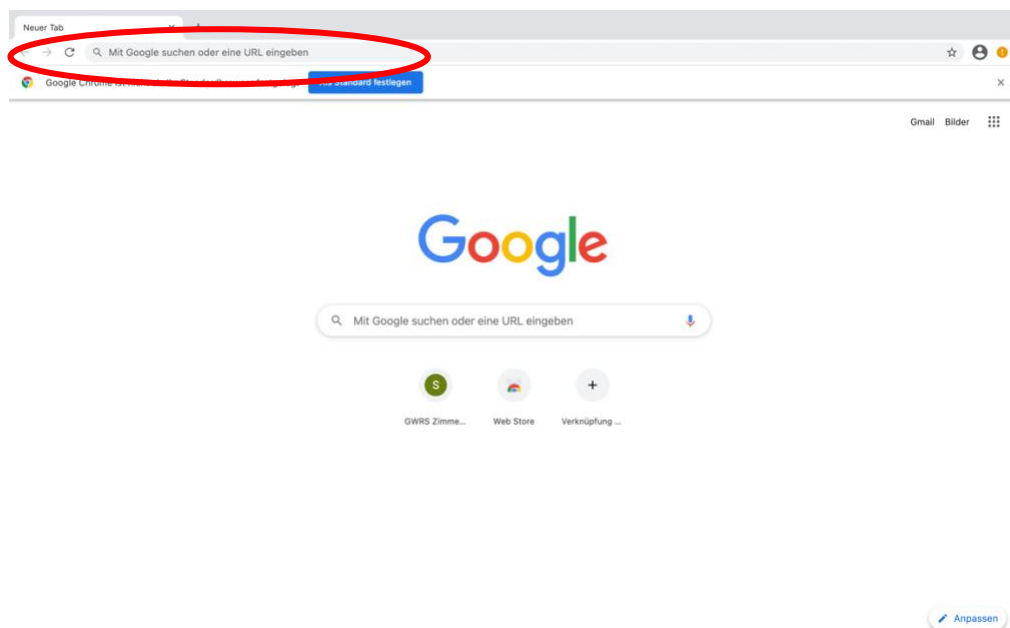 Neuer Tab
Mit Google suchen oder eine URL eingeben
Google Chrome ist
Standard festlegen
Gmail Bilder
Google
Mit Google suchen oder eine URL eingeben
S
GWRS Zimme... Web Store Verknüpfung ...
Anpassen